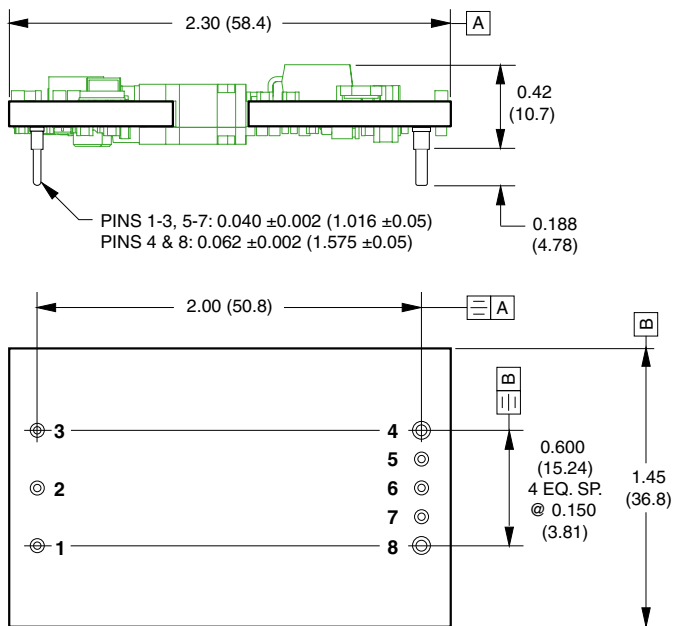 2.30 (58.4)
A
0.42
(10.7)
PINS 1-3, 5-7: 0.040 ±0.002 (1.016 ±0.05)
PINS 4 & 8: 0.062 ±0.002 (1.575 ±0.05)
0.188
(4.78)
2.00 (50.8)
A
B
B
3
4
5
2
6
7
1
8
0.600
(15.24)
4 EQ. SP.
@ 0.150
(3.81)
1.45
(36.8)